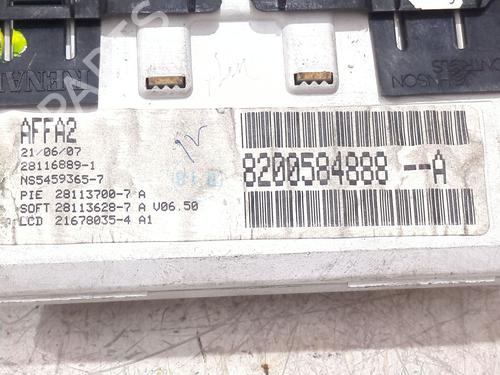 RENAU
AFFA2
21/06/07
28116889-1
NS5459365-7
PIE 28113700-7 A
SOFT 28113628-7 A V06.50
LCD 21678035-4 A1
8200584888 --A